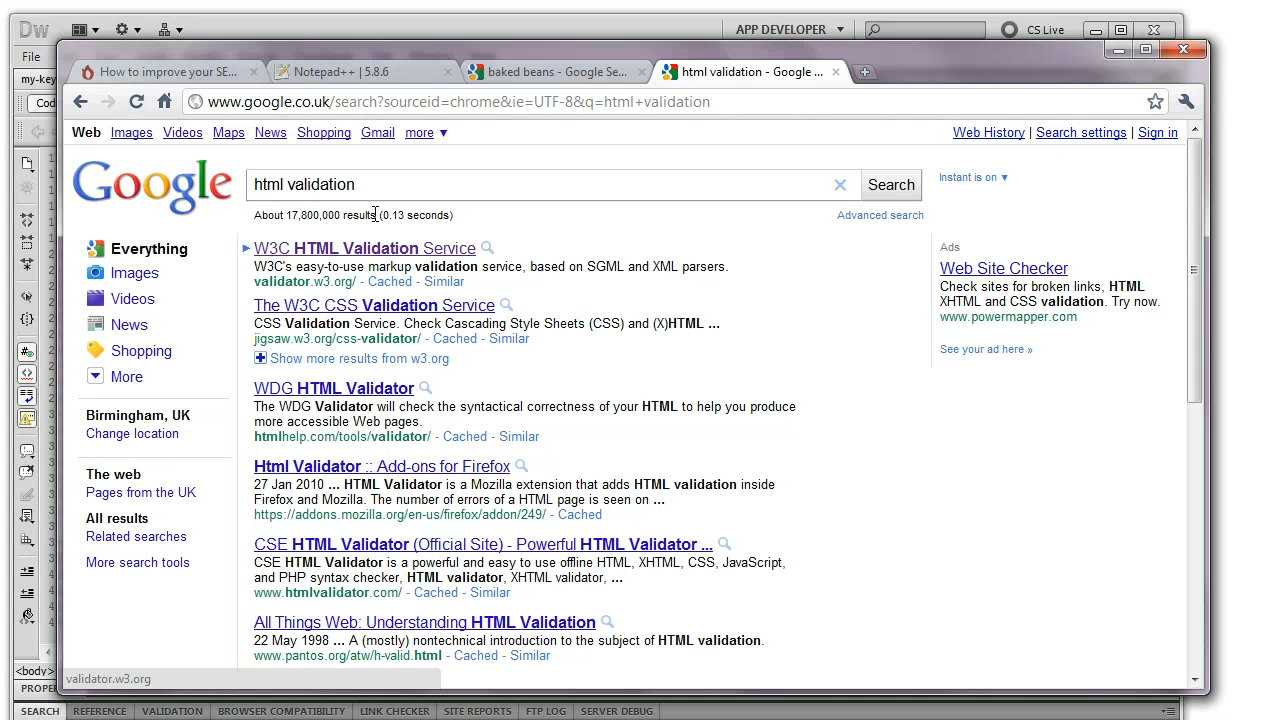 Dw
APP DEVELOPER
CS Live
File
my-key
Cod
How to improve your SE...
Notepad++ | 5.8.6
baked beans - Google Se...
html validation - Google ...
www.google.co.uk/search?sourceid=chrome&ie=UTF-8&q=html+validation
Web Images Videos Maps News Shopping Gmail more ▼
Web History | Search settings | Sign in
Google
html validation
Search
Instant is on ▼
About 17,800,000 results (0.13 seconds)
Advanced search
Everything
Images
Videos
News
Shopping
More
Birmingham, UK
Change location
The web
Pages from the UK
All results
Related searches
More search tools
W3C HTML Validation Service
W3C's easy-to-use markup validation service, based on SGML and XML parsers.
validator.w3.org/ - Cached - Similar
The W3C CSS Validation Service
CSS Validation Service. Check Cascading Style Sheets (CSS) and (X)HTML ...
jigsaw.w3.org/css-validator/ - Cached - Similar
Show more results from w3.org
WDG HTML Validator
The WDG Validator will check the syntactical correctness of your HTML to help you produce
more accessible Web pages.
htmlhelp.com/tools/validator/ - Cached - Similar
Html Validator :: Add-ons for Firefox
27 Jan 2010 ... HTML Validator is a Mozilla extension that adds HTML validation inside
Firefox and Mozilla. The number of errors of a HTML page is seen on ...
https://addons.mozilla.org/en-us/firefox/addon/249/ - Cached
CSE HTML Validator (Official Site) - Powerful HTML Validator ...
CSE HTML Validator is a powerful and easy to use offline HTML, XHTML, CSS, JavaScript,
and PHP syntax checker, HTML validator, XHTML validator, ...
www.htmlvalidator.com/ - Cached - Similar
All Things Web: Understanding HTML Validation
22 May 1998 ... A (mostly) nontechnical introduction to the subject of HTML validation.
www.pantos.org/atw/h-valid.html - Cached - Similar
Ads
Web Site Checker
Check sites for broken links, HTML
XHTML and CSS validation. Try now.
www.powermapper.com
See your ad here »
validator.w3.org
<body>
PROPER
SEARCH REFERENCE VALIDATION BROWSER COMPATIBILITY LINK CHECKER SITE REPORTS FTP LOG SERVER DEBUG